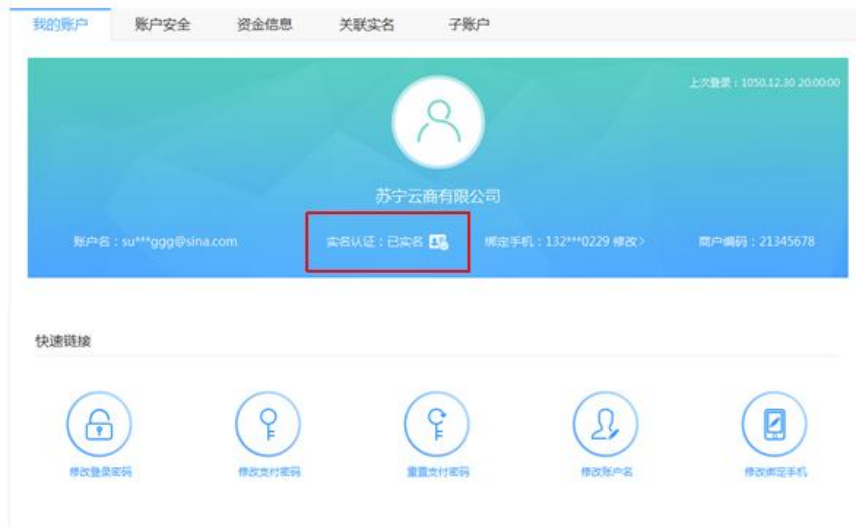 我的账户 账户安全 资金信息 关联实名 子账户
上次登录：1050.12.30 20:00:00
苏宁云商有限公司
账户名：su***ggg@sina.com 实名认证：已实名 绑定手机：132***0229 修改> 商户编码：21345678
快速链接
修改登录密码 修改支付密码 重置支付密码 修改账户名 修改绑定手机